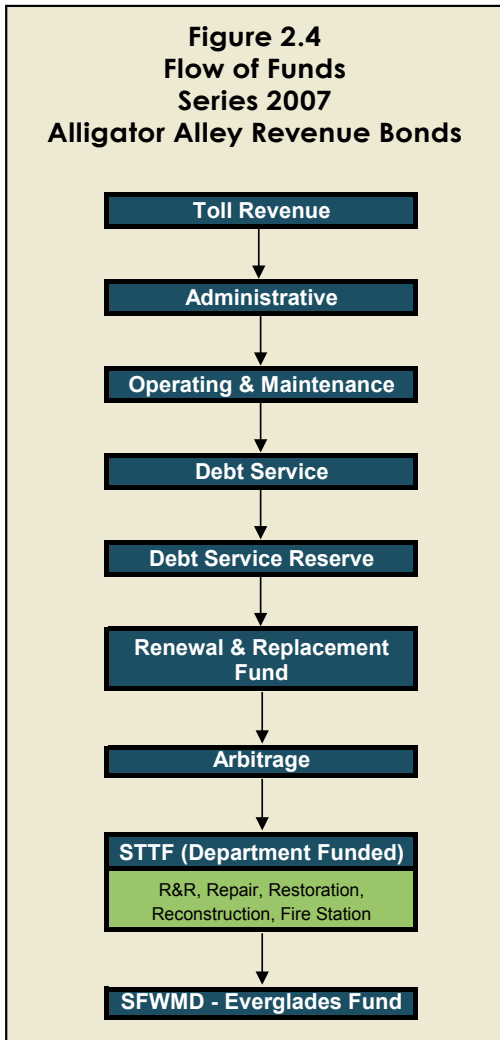 Figure 2.4
Flow of Funds
Series 2007
Alligator Alley Revenue Bonds
Toll Revenue
Administrative
Operating & Maintenance
Debt Service
Debt Service Reserve
Renewal & Replacement
Fund
Arbitrage
STTF (Department Funded)
R&R, Repair, Restoration,
Reconstruction, Fire Station
SFWMD - Everglades Fund